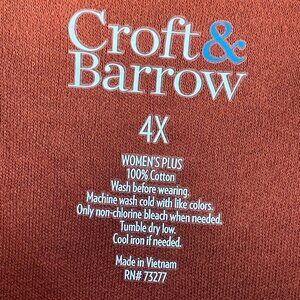 Croft&
Barrow
4X
WOMEN'S PLUS
100% Cotton
Wash before wearing.
Machine wash cold with like colors.
Only non-chlorine bleach when needed.
Tumble dry low.
Cool iron if needed.
Made in Vietnam
RN# 73277